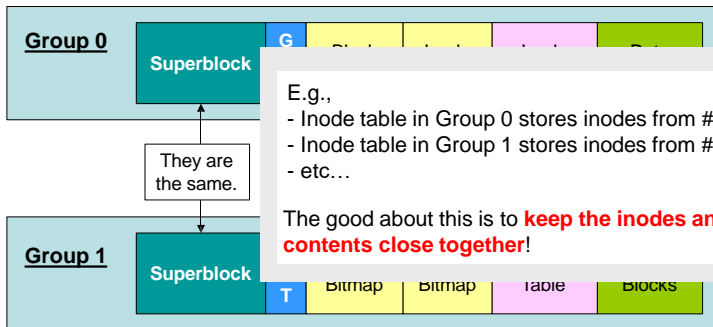 Group 0
Superblock
G
E.g.,
- Inode table in Group 0 stores inodes from #
- Inode table in Group 1 stores inodes from #
- etc…
They are
the same.
The good about this is to keep the inodes an
contents close together!
Group 1
Superblock
T
Bitmap
Bitmap
Table
Blocks